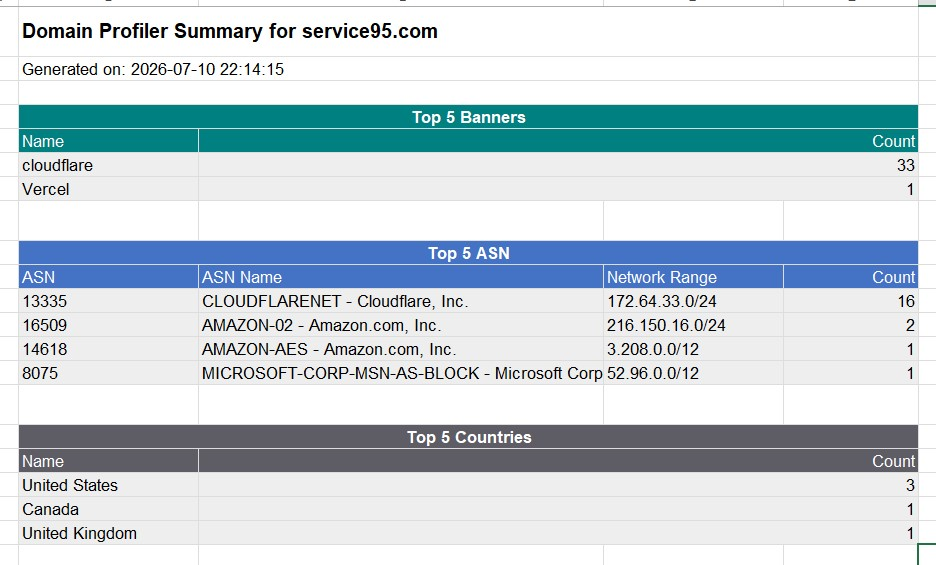 Domain Profiler Summary for service95.com
Generated on: 2026-07-10 22:14:15
Top 5 Banners
Name Count
cloudflare 33
Vercel 1
Top 5 ASN
ASN ASN Name Network Range Count
13335 CLOUDFLARENET - Cloudflare, Inc. 172.64.33.0/24 16
16509 AMAZON-02 - Amazon.com, Inc. 216.150.16.0/24 2
14618 AMAZON-AES - Amazon.com, Inc. 3.208.0.0/12 1
8075 MICROSOFT-CORP-MSN-AS-BLOCK - Microsoft Corp 52.96.0.0/12 1
Top 5 Countries
Name Count
United States 3
Canada 1
United Kingdom 1